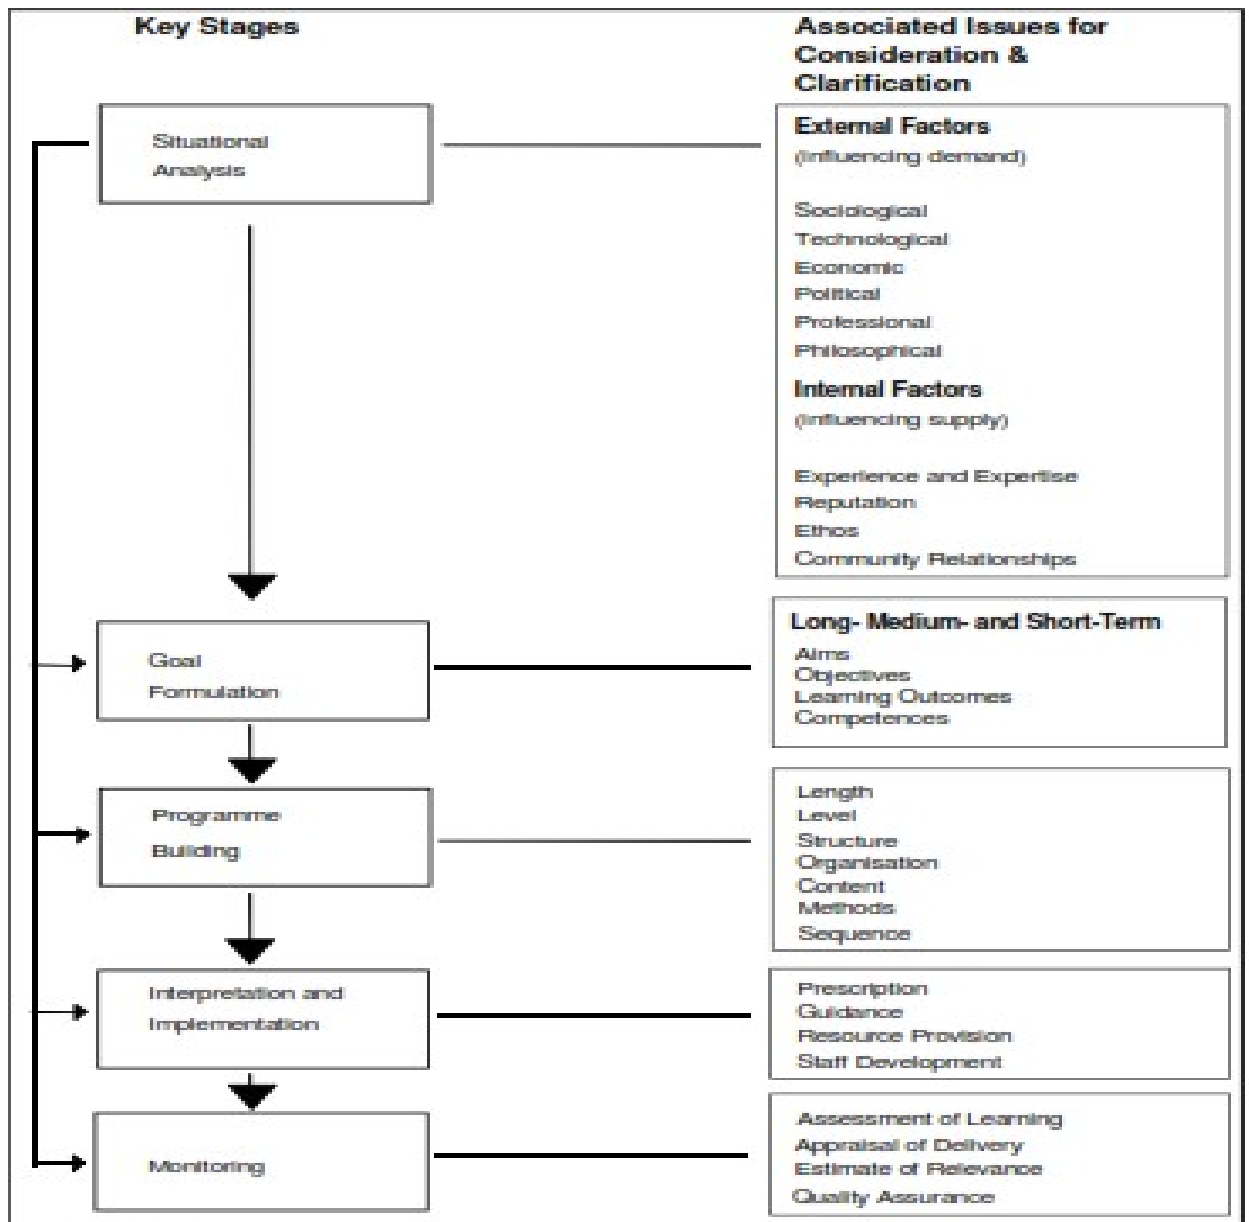 Key Stages
Associated Issues for
Consideration &
Clarification
Situational
Analysis
External Factors
(Influencing demand)
Sociological
Technological
Economic
Political
Professional
Philosophical
Internal Factors
(Influencing supply)
Experience and Expertise
Reputation
Ethos
Community Relationships
Goal
Formulation
Long- Medium- and Short-Term
Aims
Objectives
Learning Outcomes
Competences
Programme
Building
Length
Level
Structure
Organisation
Content
Methods
Sequence
Interpretation and
Implementation
Prescription
Guidance
Resource Provision
Staff Development
Monitoring
Assessment of Learning
Appraisal of Delivery
Estimate of Relevance
Quality Assurance